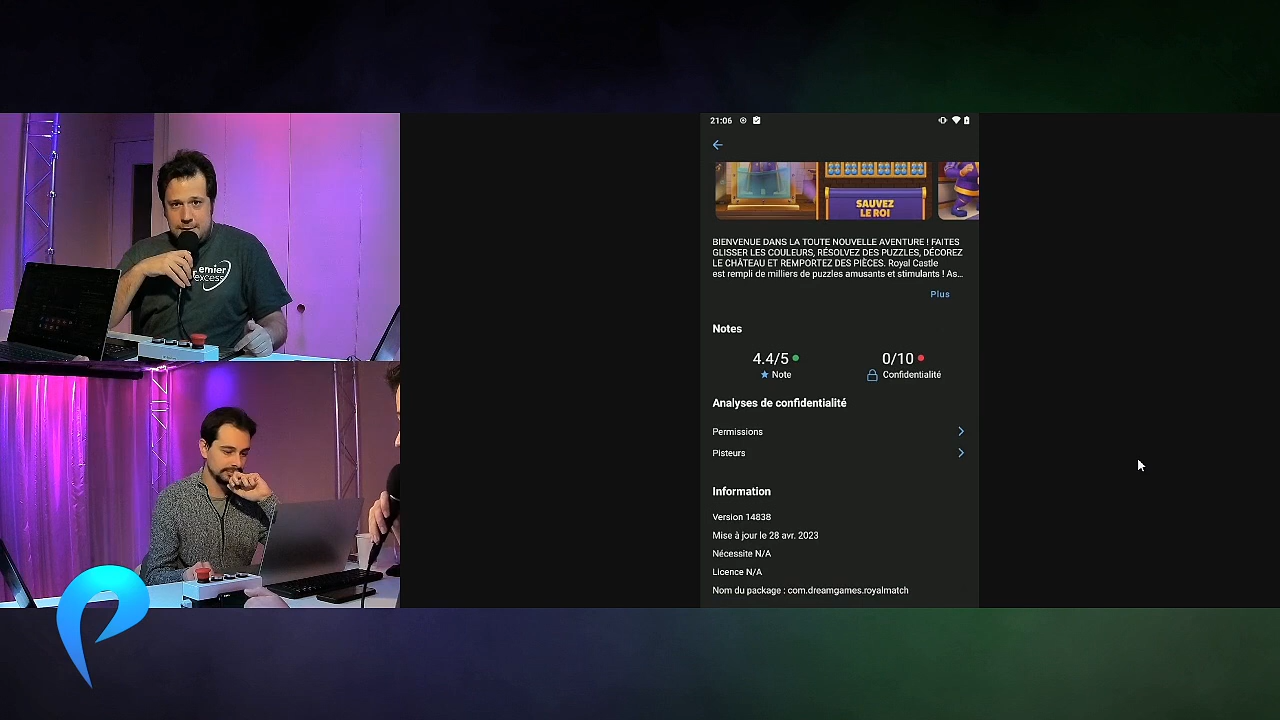 emier
excess
21:06
SAUVEZ
LE ROI
BIENVENUE DANS LA TOUTE NOUVELLE AVENTURE ! FAITES
GLISSER LES COULEURS, RÉSOLVEZ DES PUZZLES, DÉCOREZ
LE CHÂTEAU ET REMPORTEZ DES PIÈCES. Royal Castle
est rempli de milliers de puzzles amusants et stimulants ! As...
Plus
Notes
4.4/5
0/10
Note
Confidentialité
Analyses de confidentialité
Permissions
Pisteurs
Information
Version 14838
Mise à jour le 28 avr. 2023
Nécessite N/A
Licence N/A
Nom du package : com.dreamgames.royalmatch